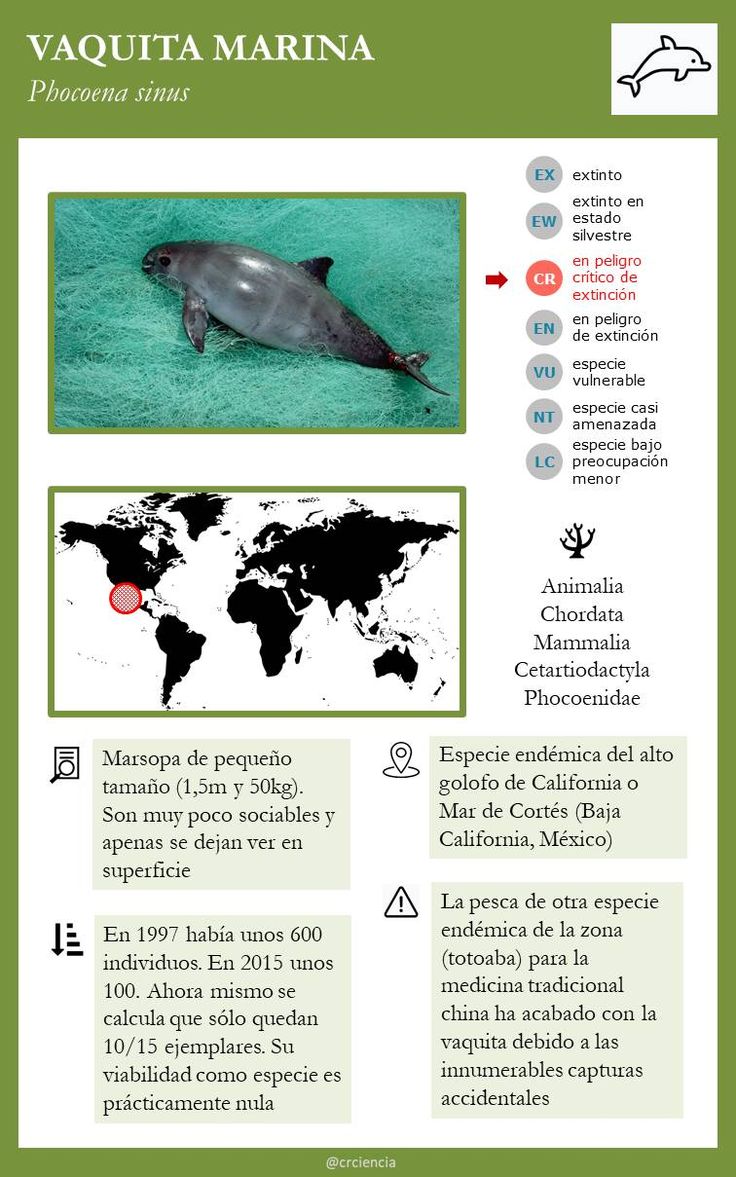 VAQUITA MARINA
Phocoena sinus
EX extinto
EW extinto en
estado
silvestre
CR en peligro
crítico de
extinción
EN en peligro
de extinción
VU especie
vulnerable
NT especie casi
amenazada
LC especie bajo
preocupación
menor
Animalia
Chordata
Mammalia
Cetartiodactyla
Phocoenidae
Marsopa de pequeño
tamaño (1,5m y 50kg).
Son muy poco sociables y
apenas se dejan ver en
superficie
Especie endémica del alto
golofo de California o
Mar de Cortés (Baja
California, México)
En 1997 había unos 600
individuos. En 2015 unos
100. Ahora mismo se
calcula que sólo quedan
10/15 ejemplares. Su
viabilidad como especie es
prácticamente nula
La pesca de otra especie
endémica de la zona
(totoaba) para la
medicina tradicional
china ha acabado con la
vaquita debido a las
innumerables capturas
accidentales
@crciencia